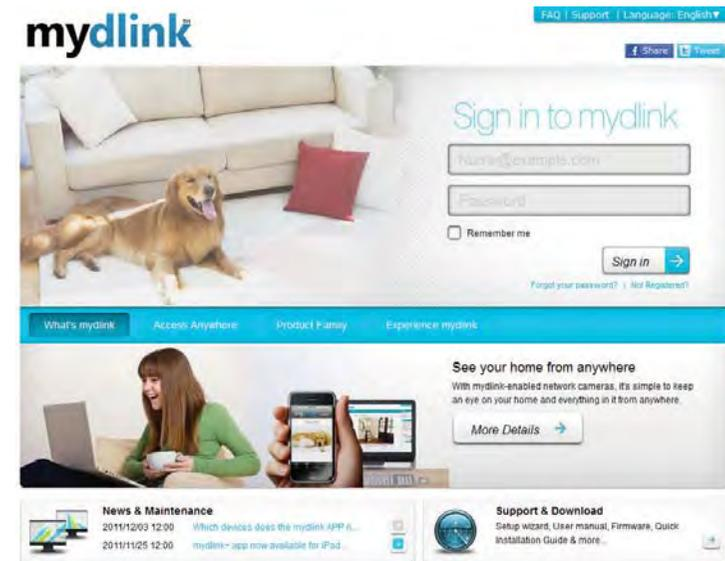 mydlink™
FAQ | Support | Language: English▼
f Share Tweet
Sign in to mydlink
Name@example.com
Password
Remember me
Sign in
Forgot your password? | Not Registered?
What's mydlink Access Anywhere Product Family Experience mydlink
See your home from anywhere
With mydlink-enabled network cameras, it's simple to keep
an eye on your home and everything in it from anywhere.
More Details
News & Maintenance
2011/12/03 12:00 Which devices does the mydlink APP
2011/11/25 12:00 mydlink+ app now available for iPad...
Support & Download
Setup wizard, User manual, Firmware, Quick
Installation Guide & more...